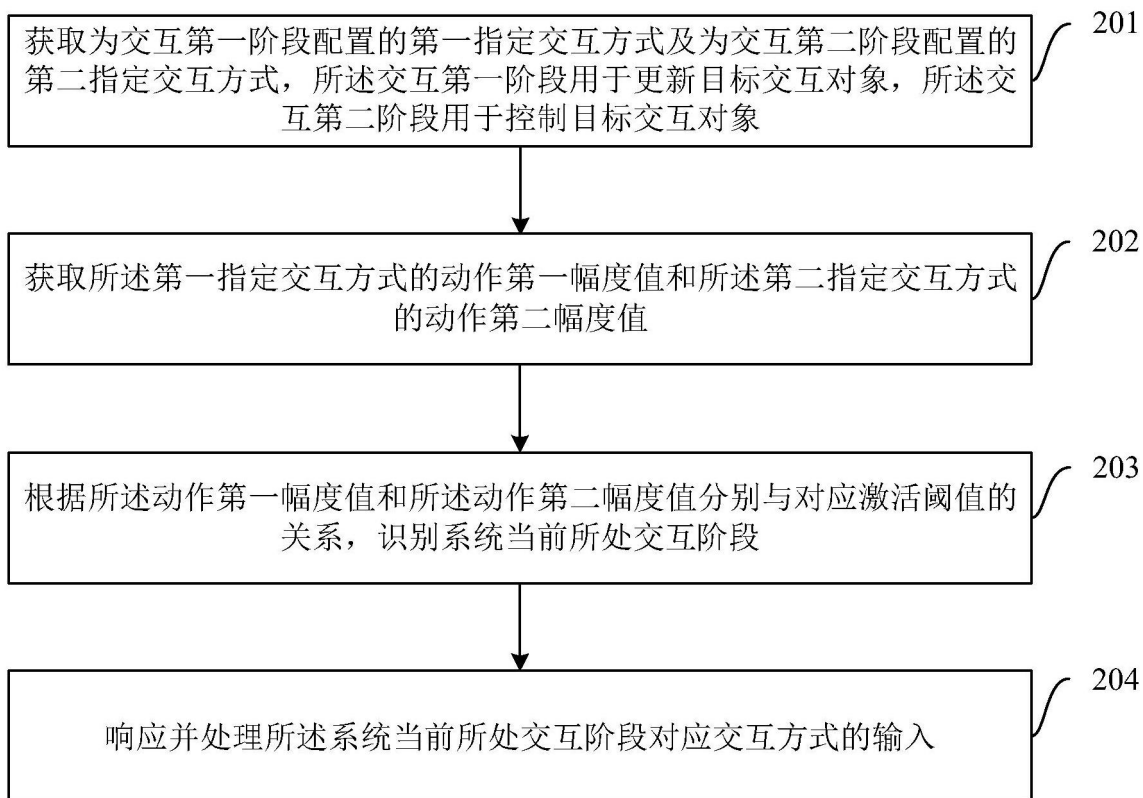 获取为交互第一阶段配置的第一指定交互方式及为交互第二阶段配置的
第二指定交互方式，所述交互第一阶段用于更新目标交互对象，所述交
互第二阶段用于控制目标交互对象
201
获取所述第一指定交互方式的动作第一幅度值和所述第二指定交互方式
的动作第二幅度值
202
根据所述动作第一幅度值和所述动作第二幅度值分别与对应激活阈值的
关系，识别系统当前所处交互阶段
203
响应并处理所述系统当前所处交互阶段对应交互方式的输入
204